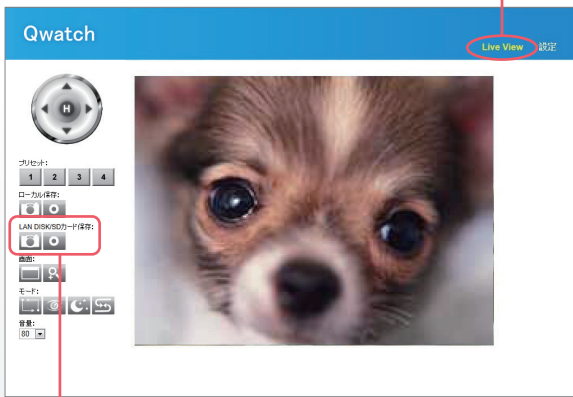 Qwatch
Live View 設定
H
プリセット:
1 2 3 4
ローカル保存:
LAN DISK/SDカード保存:
画面:
モード:
音量:
80